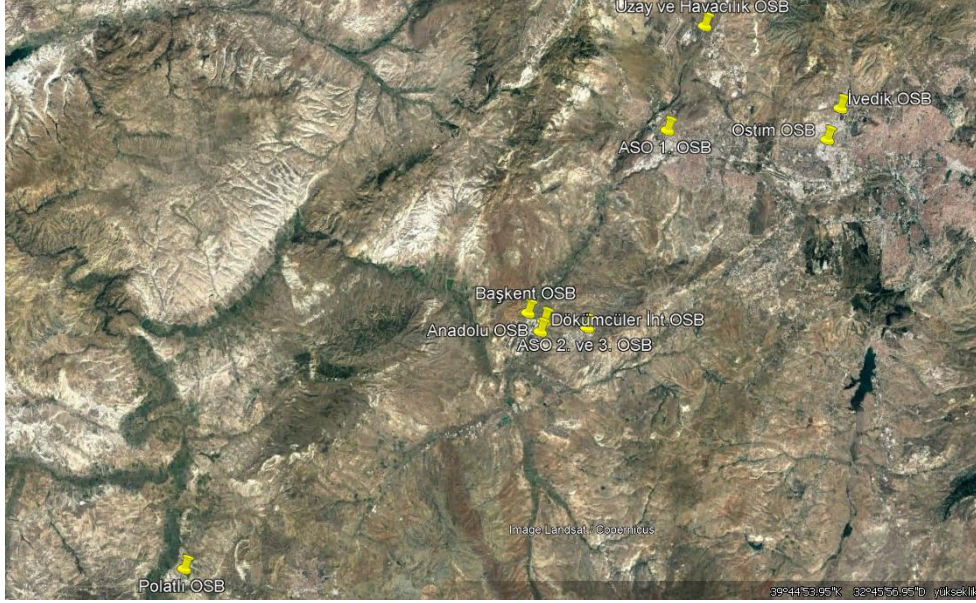 Uzay ve Havacılık OSB
İvedik OSB
Ostim OSB
ASO 1. OSB
Başkent OSB
Dökümcüler İht.OSB
Anadolu OSB
ASO 2. ve 3. OSB
Image Landsat / Copernicus
Polatlı OSB
39°44'53.95"K 32°45'56.95"D yüksekli